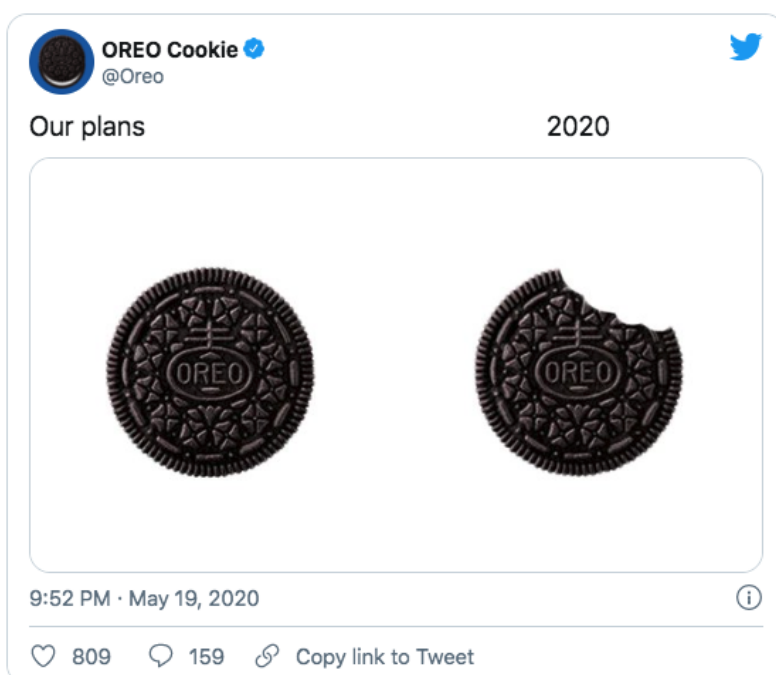 OREO Cookie
@Oreo
Our plans 2020
OREO OREO
9:52 PM · May 19, 2020
809 159 Copy link to Tweet